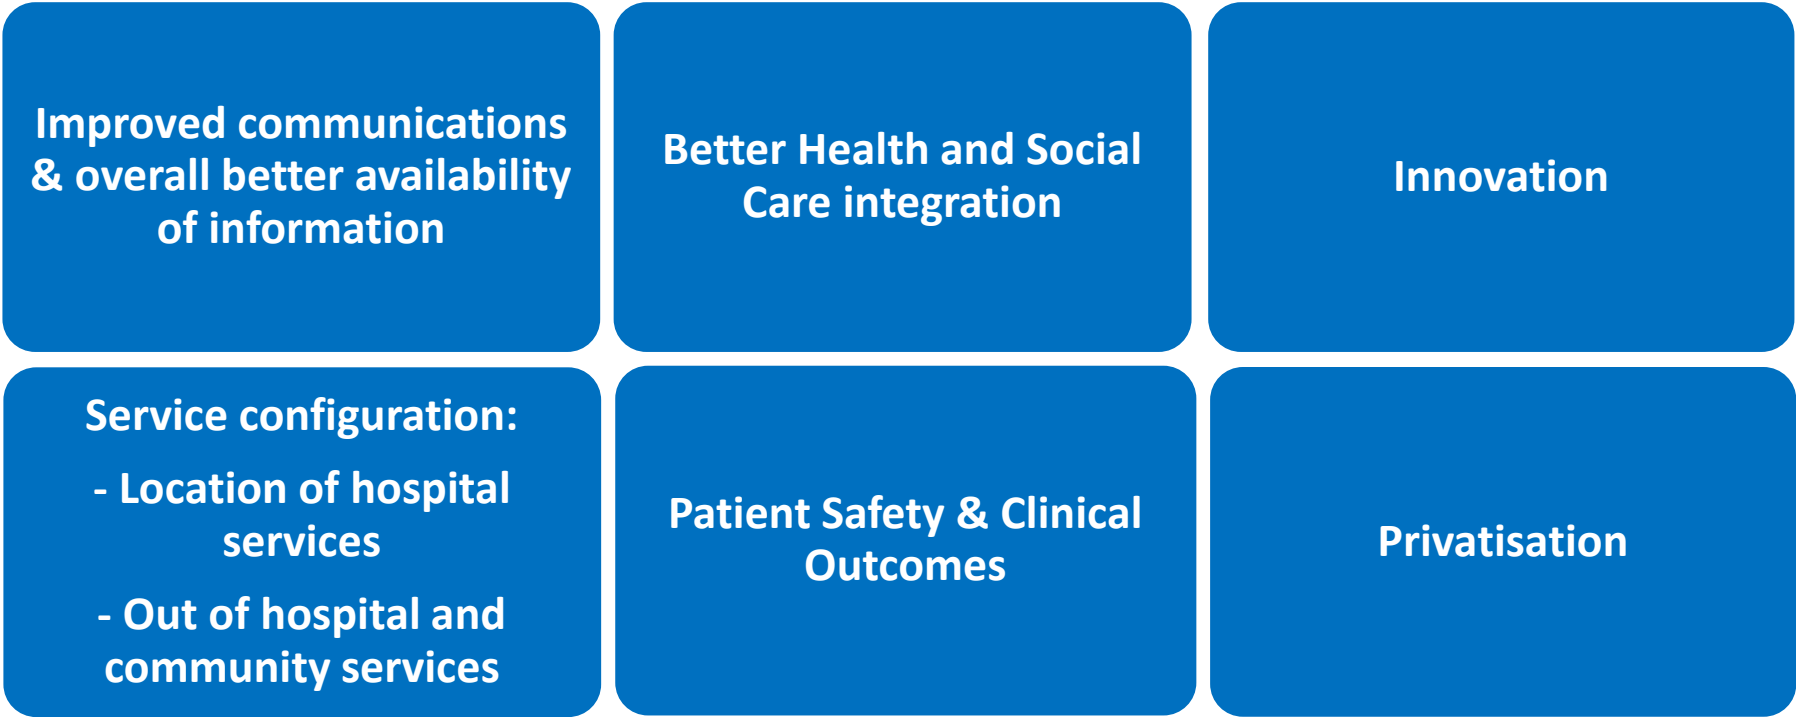 Improved communications
& overall better availability
of information
Better Health and Social
Care integration
Innovation
Service configuration:
- Location of hospital
services
- Out of hospital and
community services
Patient Safety & Clinical
Outcomes
Privatisation